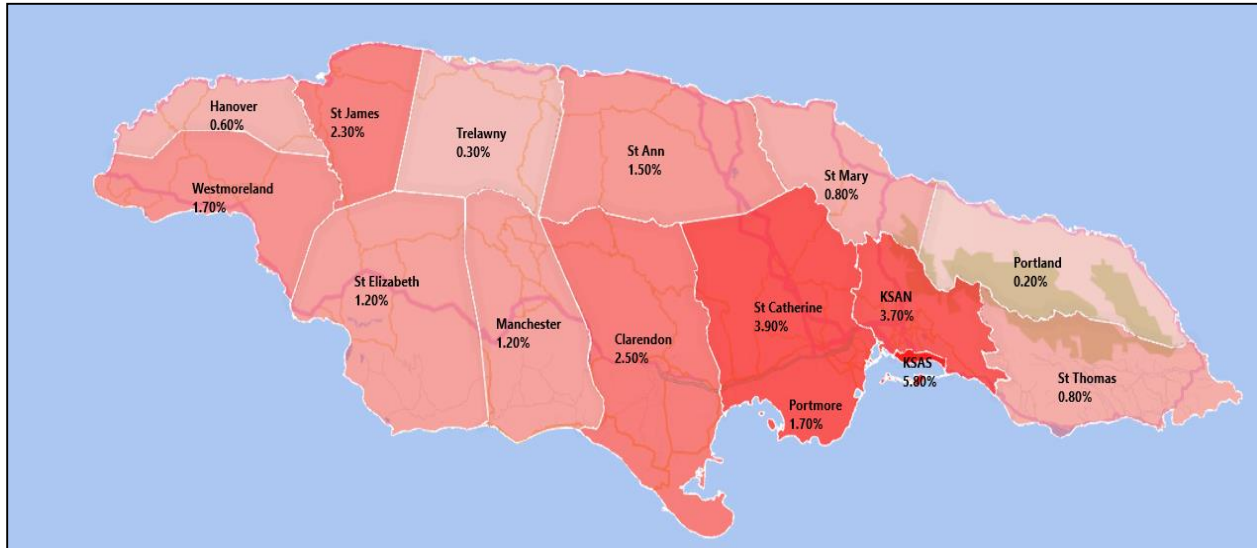 Hanover
0.60%
St James
2.30%
Trelawny
0.30%
St Ann
1.50%
St Mary
0.80%
Westmoreland
1.70%
Portland
0.20%
St Elizabeth
1.20%
Manchester
1.20%
Clarendon
2.50%
St Catherine
3.90%
KSAN
3.70%
KSAS
5.80%
St Thomas
0.80%
Portmore
1.70%